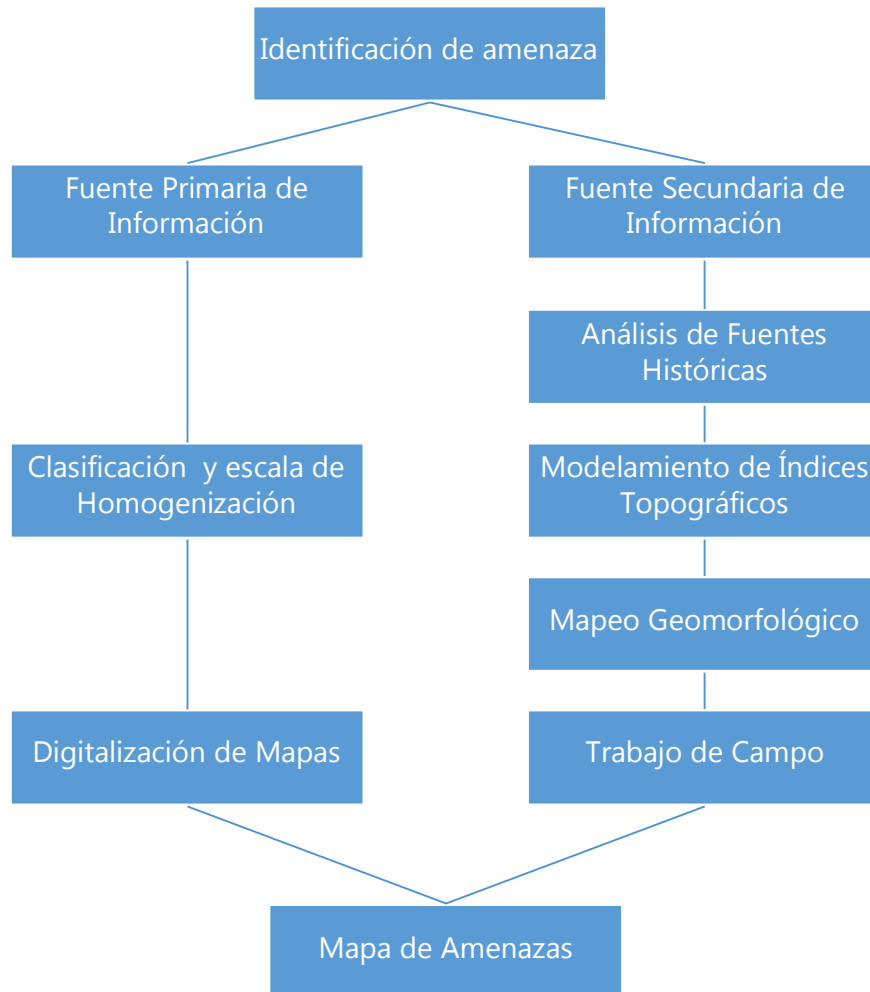 Identificación de amenaza
Fuente Primaria de
Información
Fuente Secundaria de
Información
Análisis de Fuentes
Históricas
Clasificación y escala de
Homogenización
Modelamiento de Índices
Topográficos
Mapeo Geomorfológico
Digitalización de Mapas
Trabajo de Campo
Mapa de Amenazas